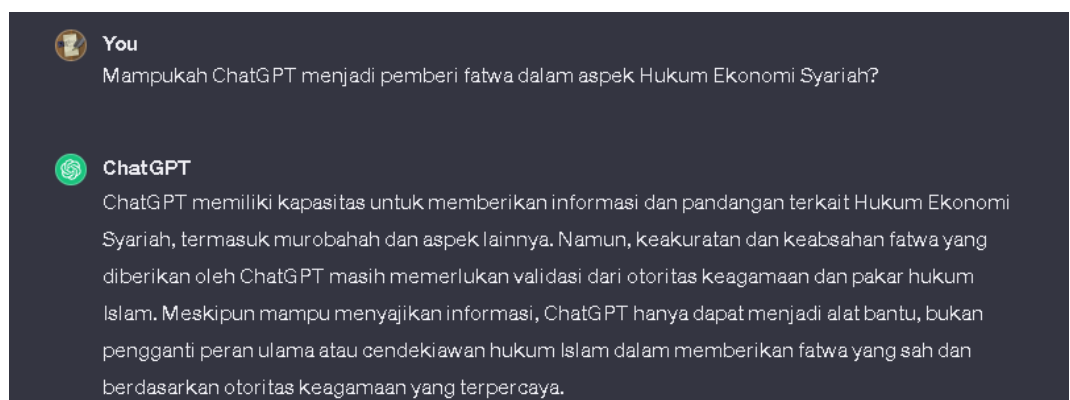 You
Mampukah ChatGPT menjadi pemberi fatwa dalam aspek Hukum Ekonomi Syariah?
ChatGPT
ChatGPT memiliki kapasitas untuk memberikan informasi dan pandangan terkait Hukum Ekonomi
Syariah, termasuk murobahah dan aspek lainnya. Namun, keakuratan dan keabsahan fatwa yang
diberikan oleh ChatGPT masih memerlukan validasi dari otoritas keagamaan dan pakar hukum
Islam. Meskipun mampu menyajikan informasi, ChatGPT hanya dapat menjadi alat bantu, bukan
pengganti peran ulama atau cendekiawan hukum Islam dalam memberikan fatwa yang sah dan
berdasarkan otoritas keagamaan yang terpercaya.